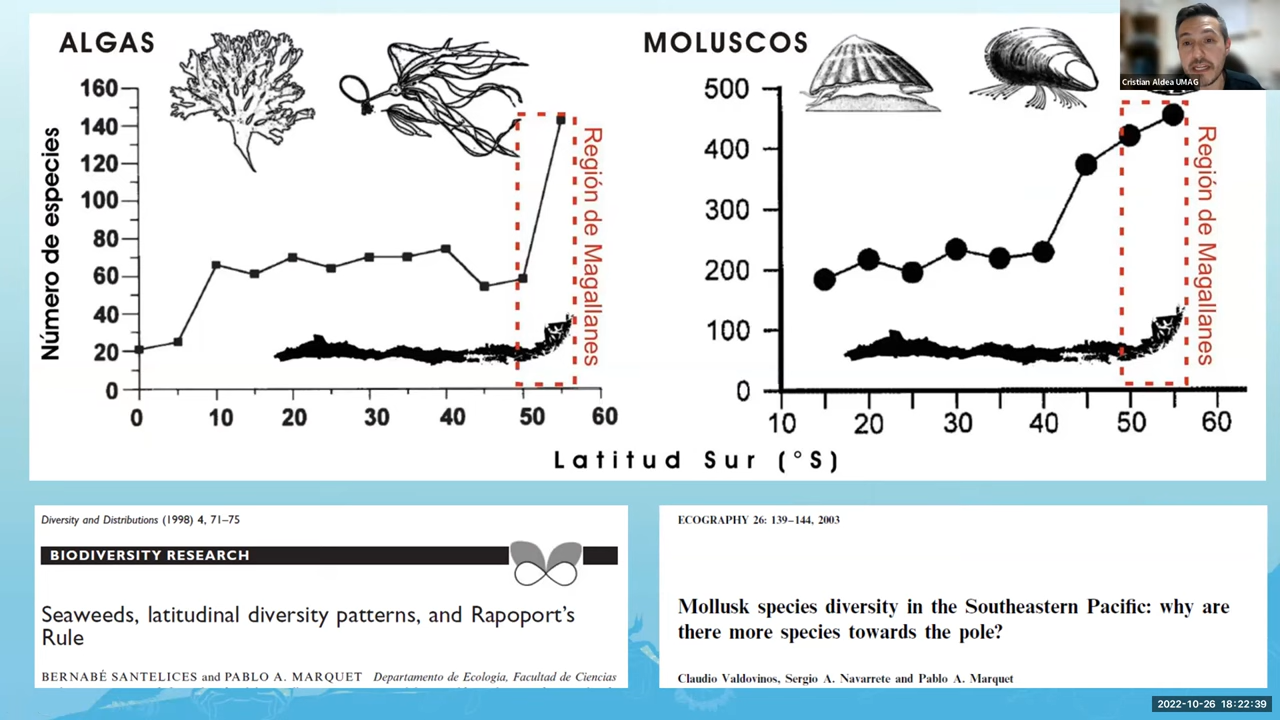 ALGAS
Número de especies
160
140
120
100
80
60
40
20
0
0 10 20 30 40 50 60
Región de Magallanes
MOLUSCOS
500
400
300
200
100
0
10 20 30 40 50 60
Región de Magallanes
Latitud Sur (°S)
Cristian Aldea UMAG
Diversity and Distributions (1998) 4, 71–75
BIODIVERSITY RESEARCH
Seaweeds, latitudinal diversity patterns, and Rapoport's
Rule
BERNABÉ SANTELICES and PABLO A. MARQUET Departamento de Ecologia, Facultad de Ciencias
ECOGRAPHY 26: 139–144, 2003
Mollusk species diversity in the Southeastern Pacific: why are
there more species towards the pole?
Claudio Valdovinos, Sergio A. Navarrete and Pablo A. Marquet
2022-10-26 18:22:39